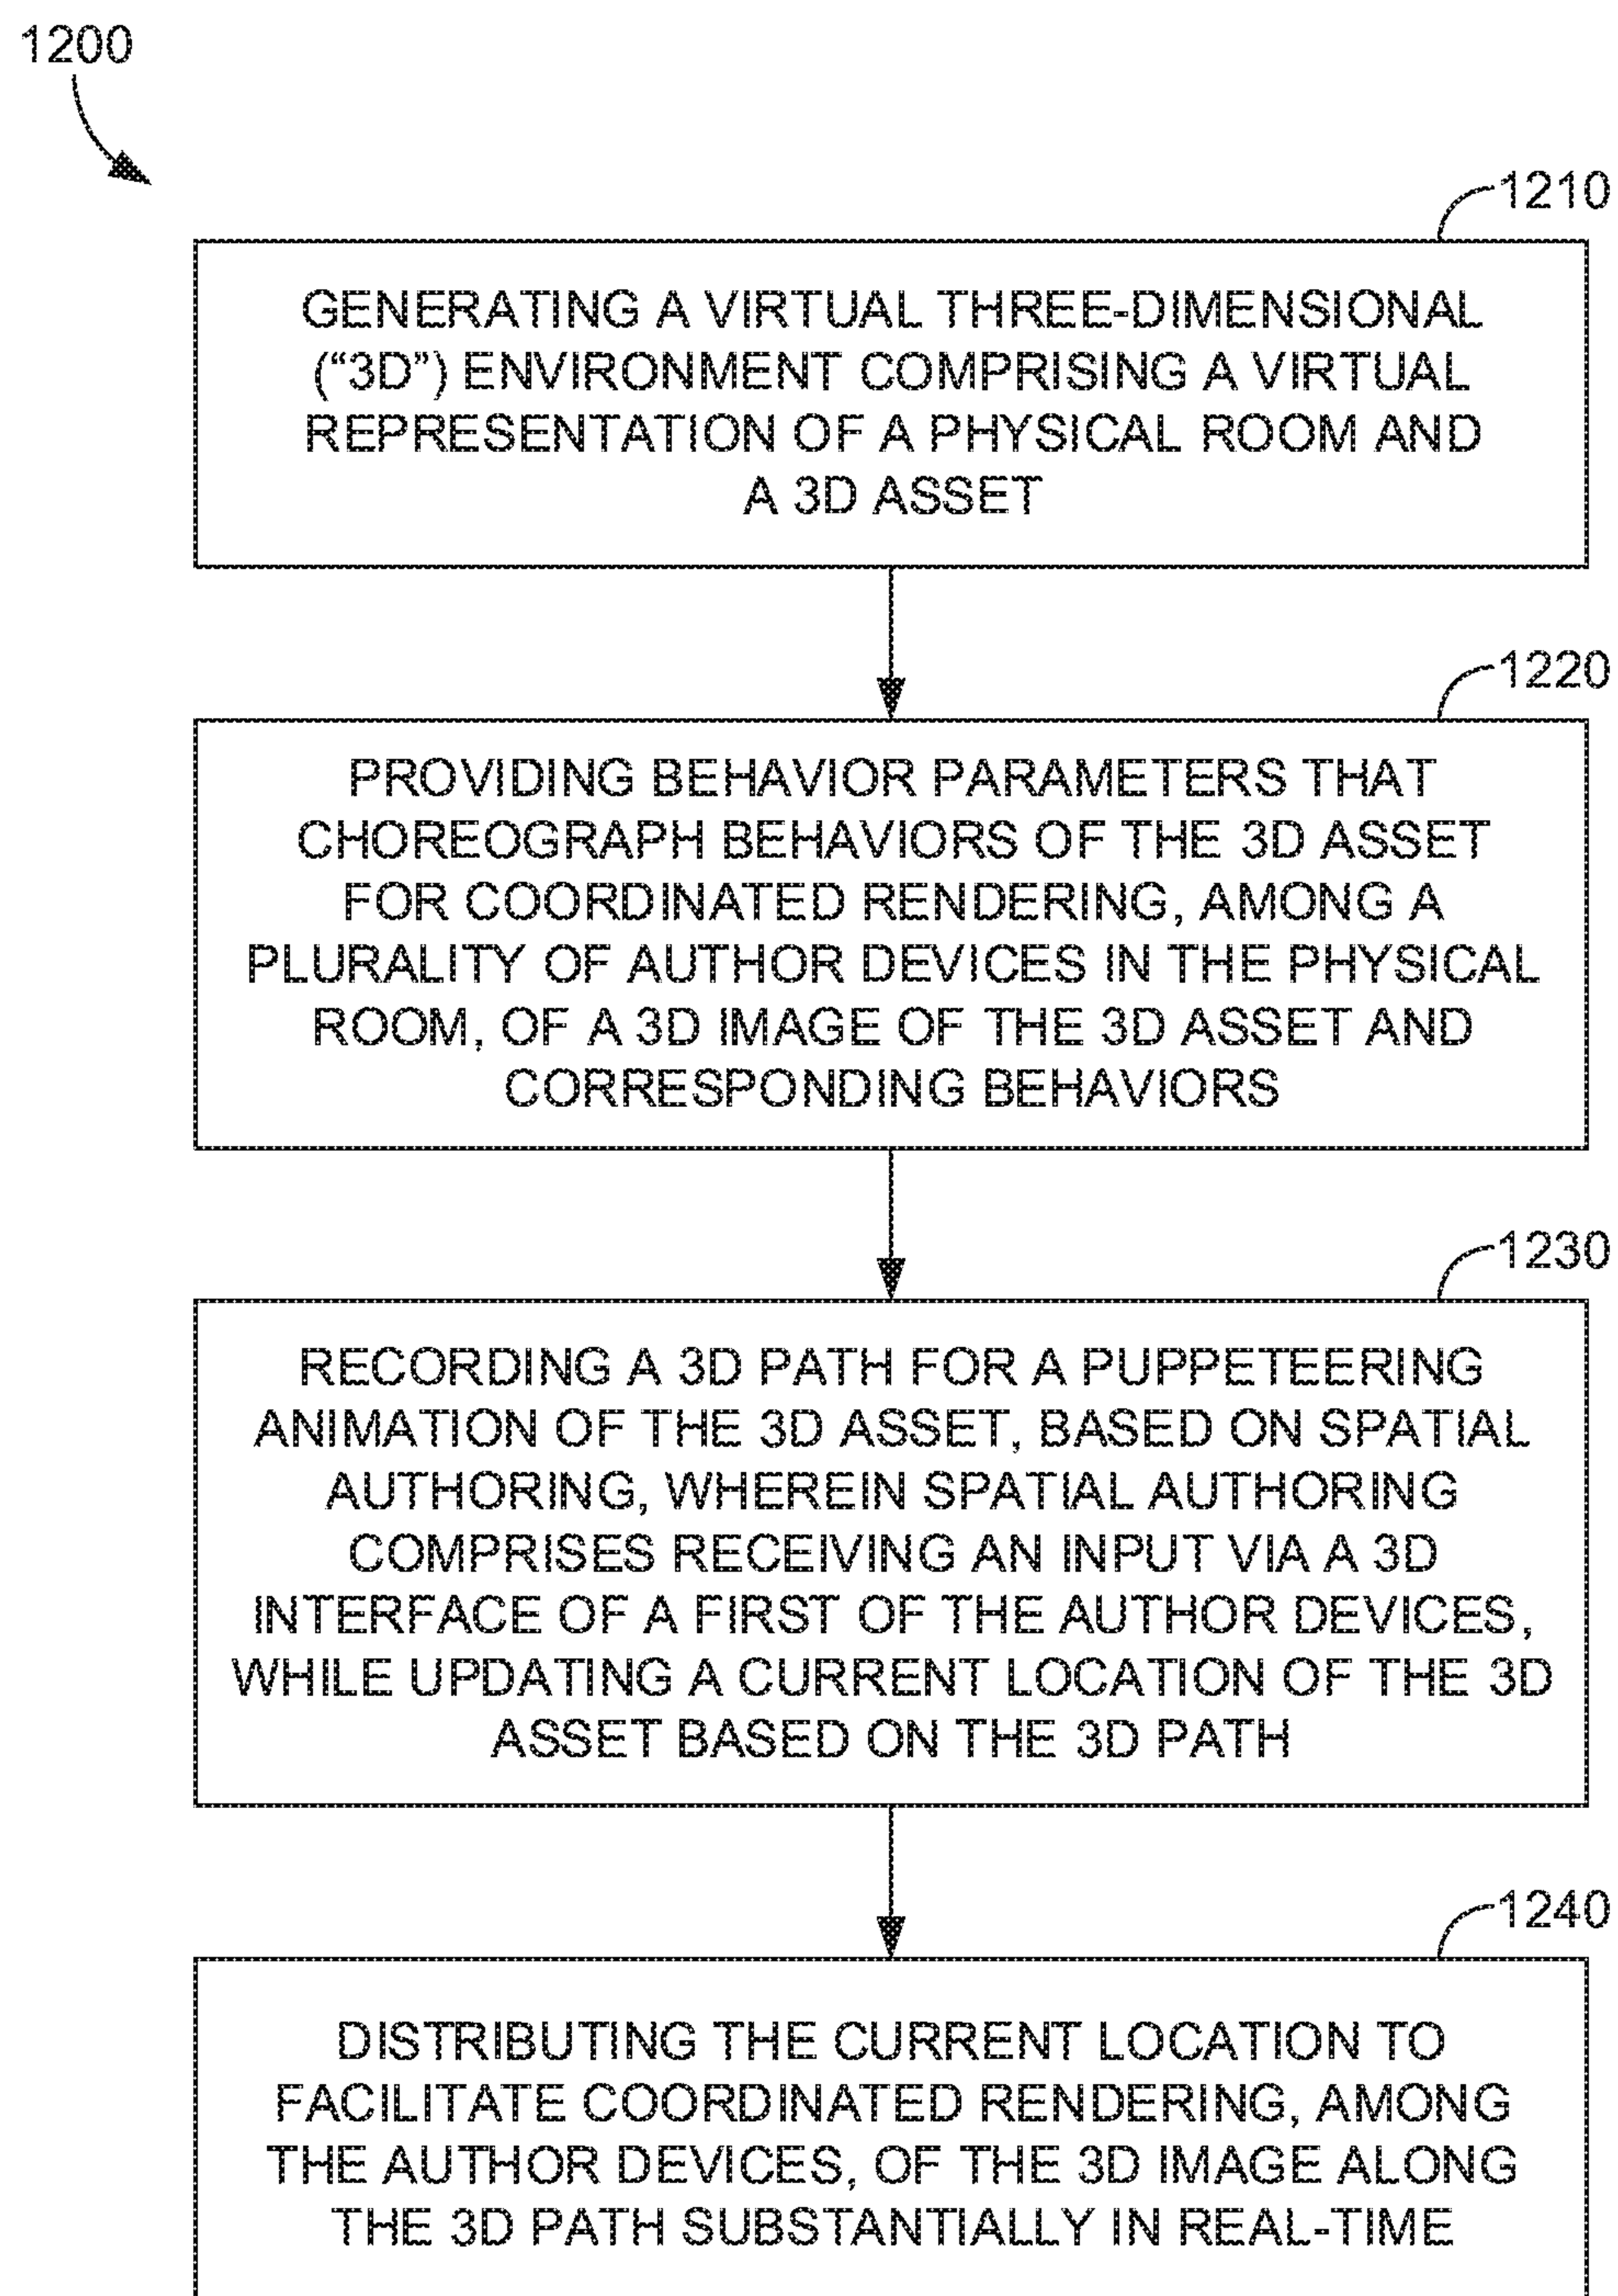 1200
1210
GENERATING A VIRTUAL THREE-DIMENSIONAL
(“3D”) ENVIRONMENT COMPRISING A VIRTUAL
REPRESENTATION OF A PHYSICAL ROOM AND
A 3D ASSET
1220
PROVIDING BEHAVIOR PARAMETERS THAT
CHOREOGRAPH BEHAVIORS OF THE 3D ASSET
FOR COORDINATED RENDERING, AMONG A
PLURALITY OF AUTHOR DEVICES IN THE PHYSICAL
ROOM, OF A 3D IMAGE OF THE 3D ASSET AND
CORRESPONDING BEHAVIORS
1230
RECORDING A 3D PATH FOR A PUPPETEERING
ANIMATION OF THE 3D ASSET, BASED ON SPATIAL
AUTHORING, WHEREIN SPATIAL AUTHORING
COMPRISES RECEIVING AN INPUT VIA A 3D
INTERFACE OF A FIRST OF THE AUTHOR DEVICES,
WHILE UPDATING A CURRENT LOCATION OF THE 3D
ASSET BASED ON THE 3D PATH
1240
DISTRIBUTING THE CURRENT LOCATION TO
FACILITATE COORDINATED RENDERING, AMONG
THE AUTHOR DEVICES, OF THE 3D IMAGE ALONG
THE 3D PATH SUBSTANTIALLY IN REAL-TIME